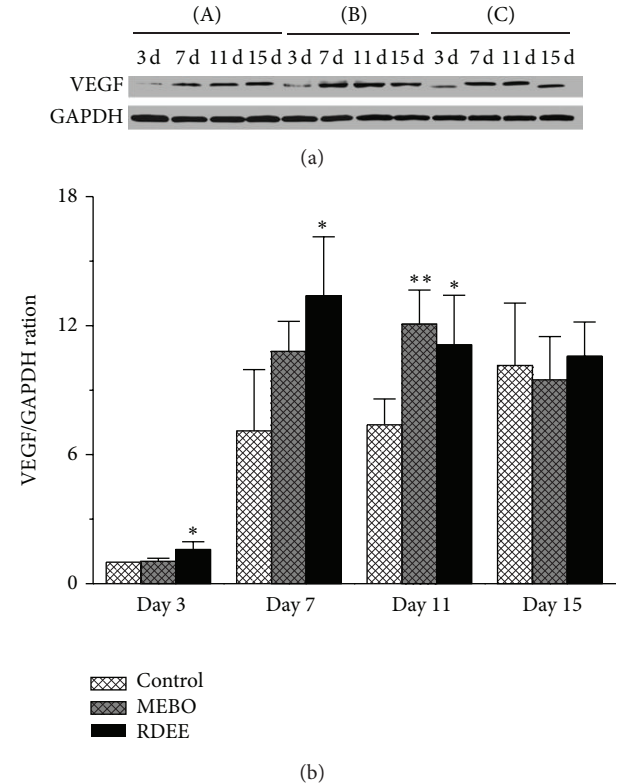 (A) (B) (C)
3 d 7 d 11 d 15 d 3 d 7 d 11 d 15 d 3 d 7 d 11 d 15 d
VEGF
GAPDH
(a)
18
12
6
0
VEGF/GAPDH ration
*
*
**
*
Day 3 Day 7 Day 11 Day 15
Control
MEBO
RDEE
(b)